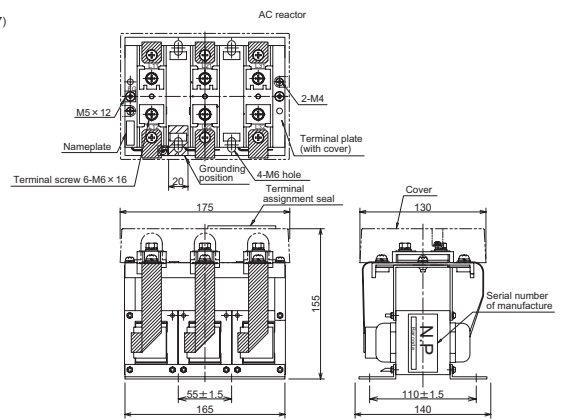 AC reactor
7)
M5×12
2-M4
Nameplate
Terminal plate
(with cover)
Terminal screw 6-M6×16
Grounding
position
4-M6 hole
20
Terminal
assignment seal
Cover
175
130
155
Serial number
of manufacture
N.P
55±1.5
165
110±1.5
140